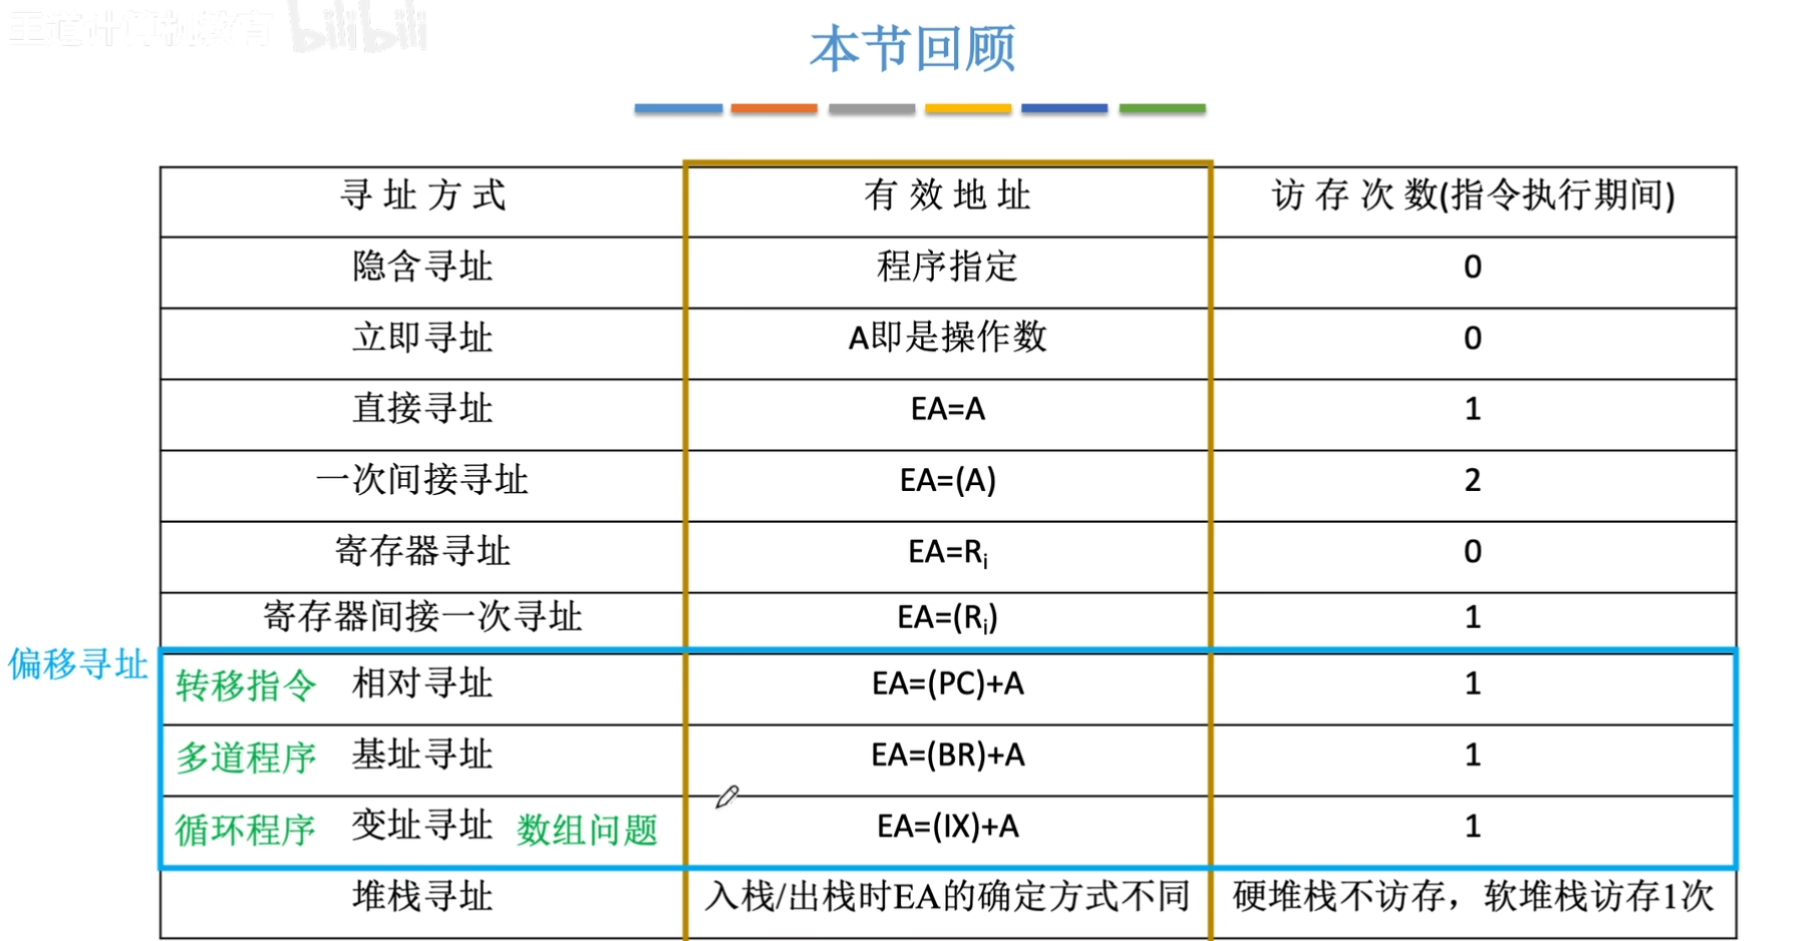 王道计算机教育 bilibili
本节回顾
寻址方式 有效地址 访存次数(指令执行期间)
隐含寻址 程序指定 0
立即寻址 A即是操作数 0
直接寻址 EA=A 1
一次间接寻址 EA=(A) 2
寄存器寻址 EA=Rᵢ 0
寄存器间接一次寻址 EA=(Rᵢ) 1
偏移寻址
转移指令 相对寻址 EA=(PC)+A 1
多道程序 基址寻址 EA=(BR)+A 1
循环程序 变址寻址 数组问题 EA=(IX)+A 1
堆栈寻址 入栈/出栈时EA的确定方式不同 硬堆栈不访存，软堆栈访存1次